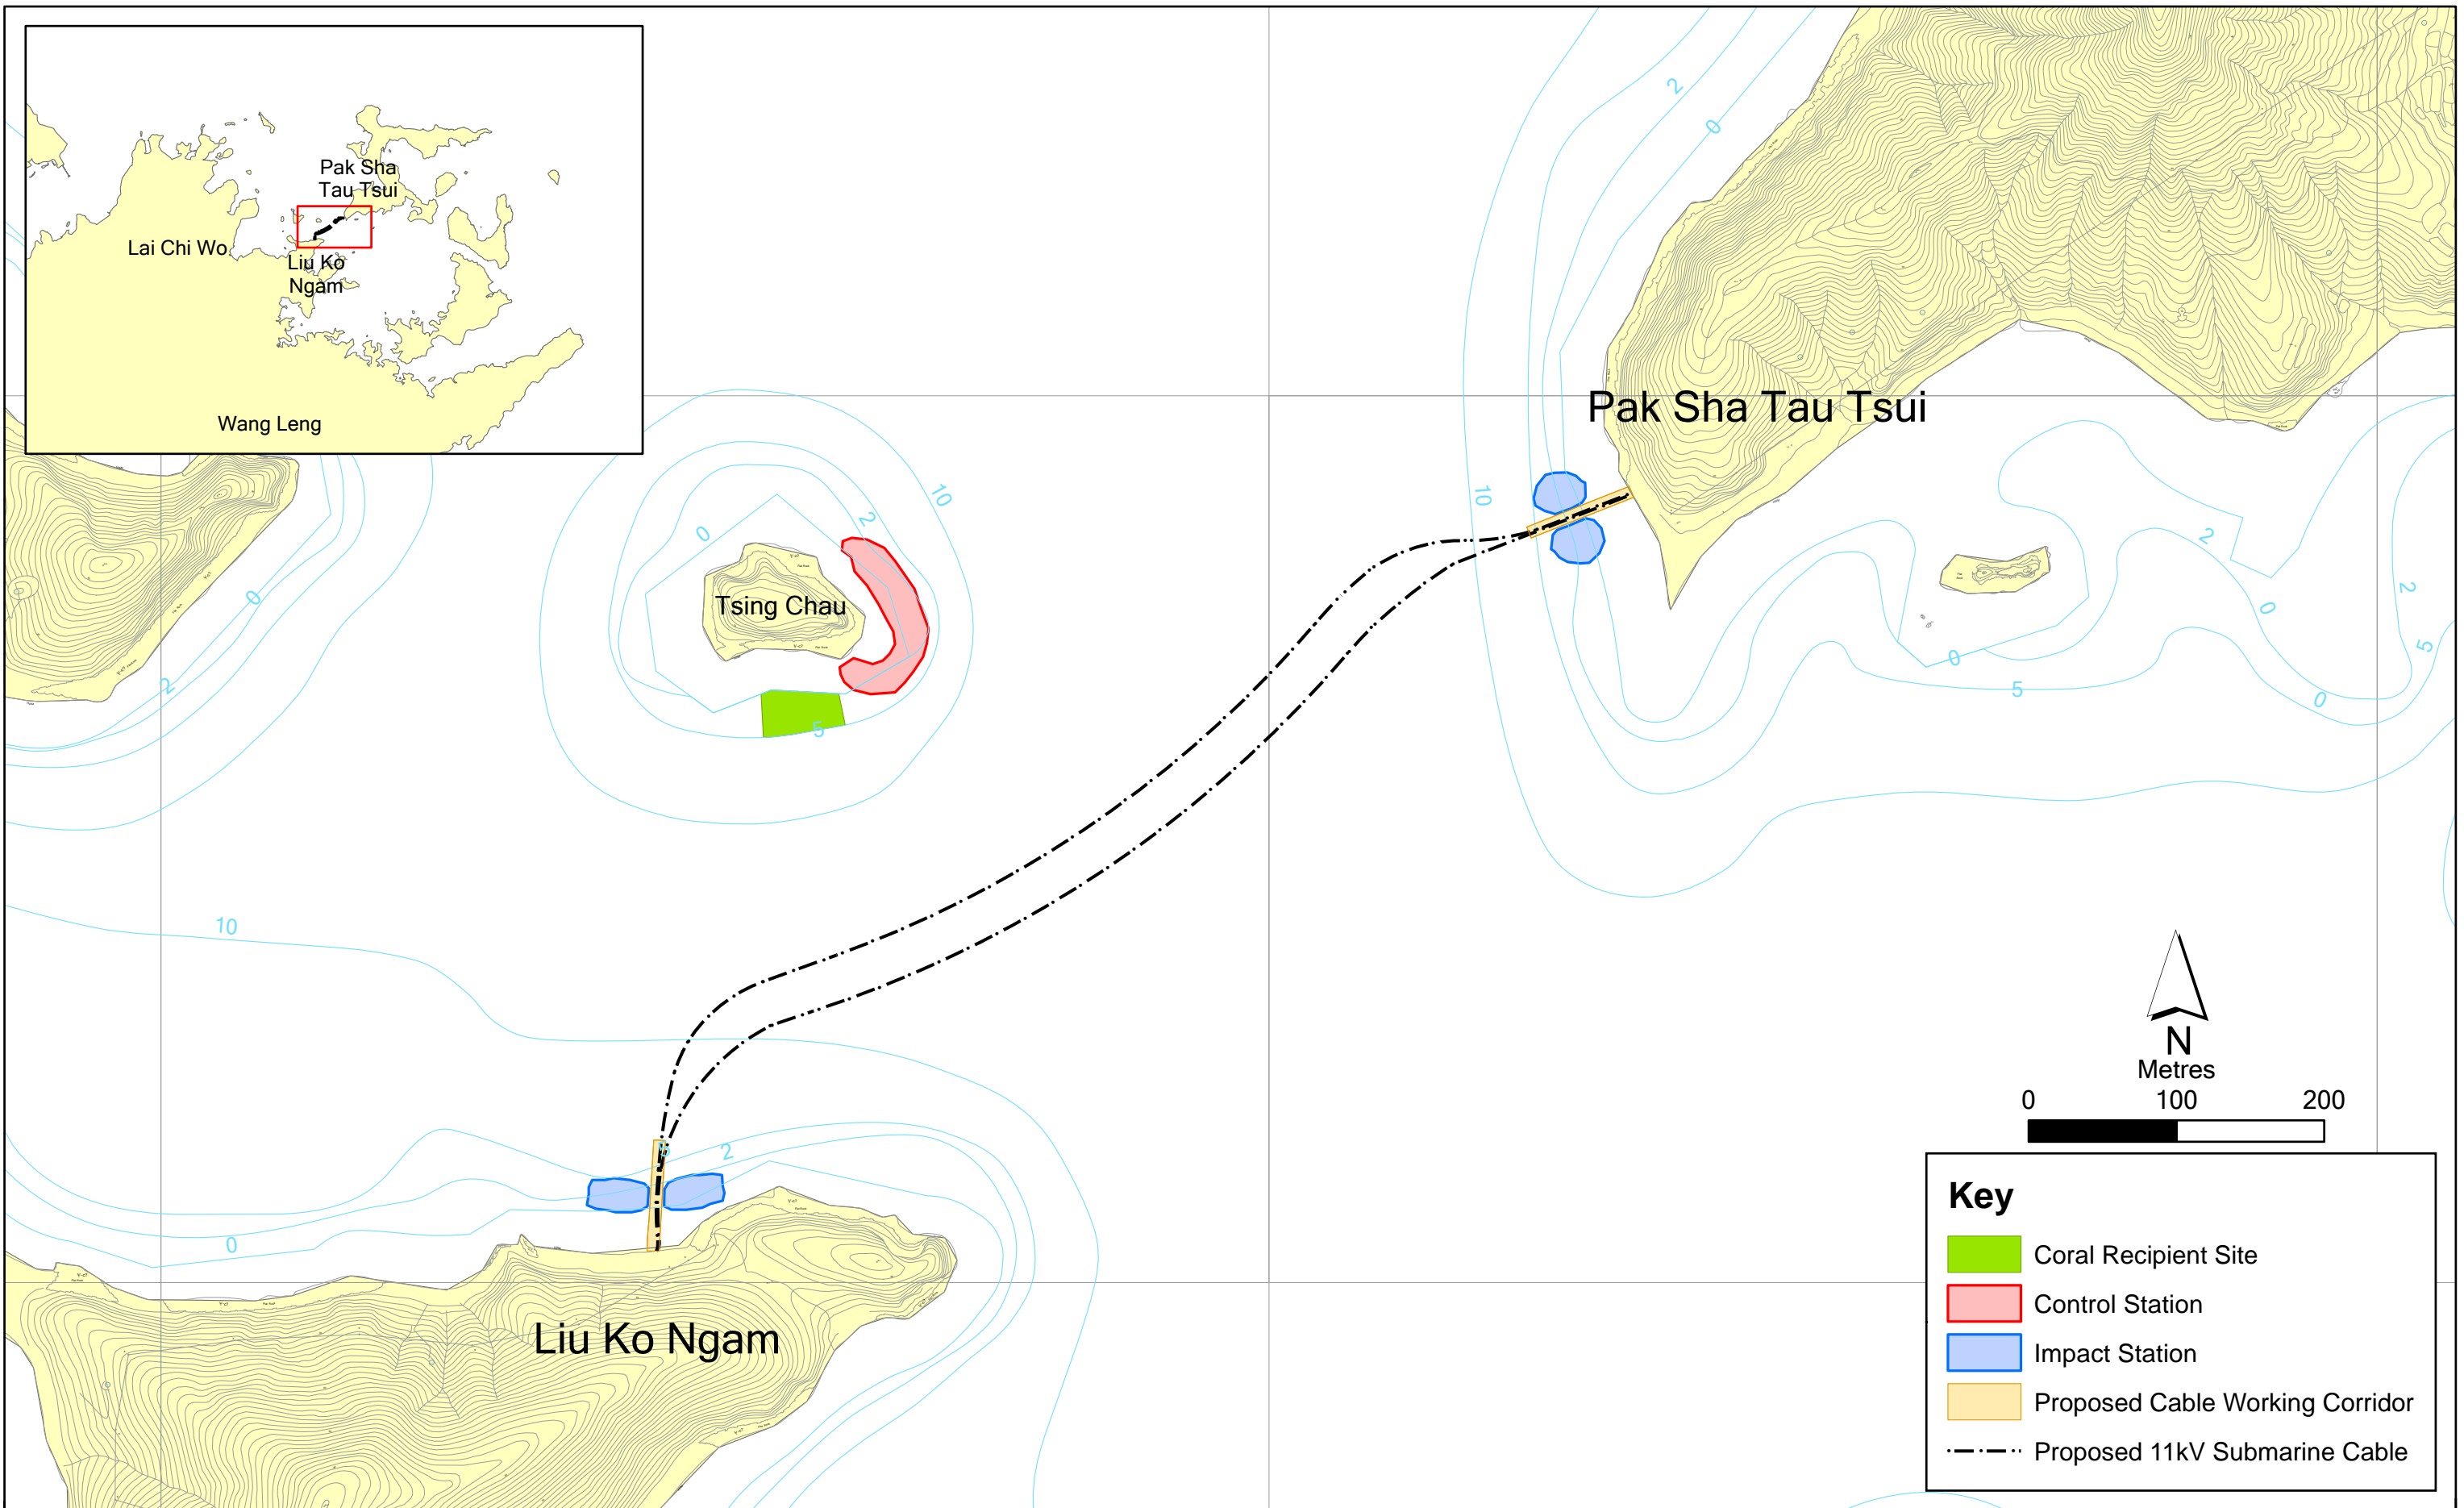 Pak Sha
Tau Tsui
Lai Chi Wo
Liu Ko
Ngam
Wang Leng
2
0
Pak Sha Tau Tsui
10
10
2
0
Tsing Chau
5
2
0
2
0
2
5
0
5
0
10
2
0
Liu Ko Ngam
N
Metres
0 100 200
Key
Coral Recipient Site
Control Station
Impact Station
Proposed Cable Working Corridor
Proposed 11kV Submarine Cable